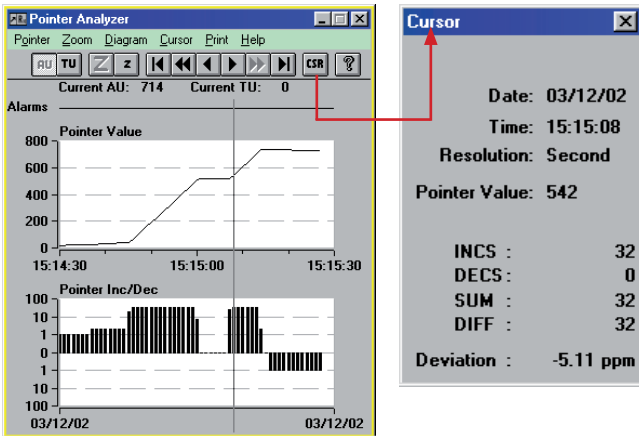 Pointer Analyzer
Pointer Zoom Diagram Cursor Print Help
AU TU Z z CSR ?
Current AU: 714 Current TU: 0
Alarms
Pointer Value
800
600
400
200
0
15:14:30 15:15:00 15:15:30
Pointer Inc/Dec
100
10
1
0
1
10
100
03/12/02 03/12/02
Cursor
Date: 03/12/02
Time: 15:15:08
Resolution: Second
Pointer Value: 542
INCS : 32
DECS : 0
SUM : 32
DIFF : 32
Deviation : -5.11 ppm